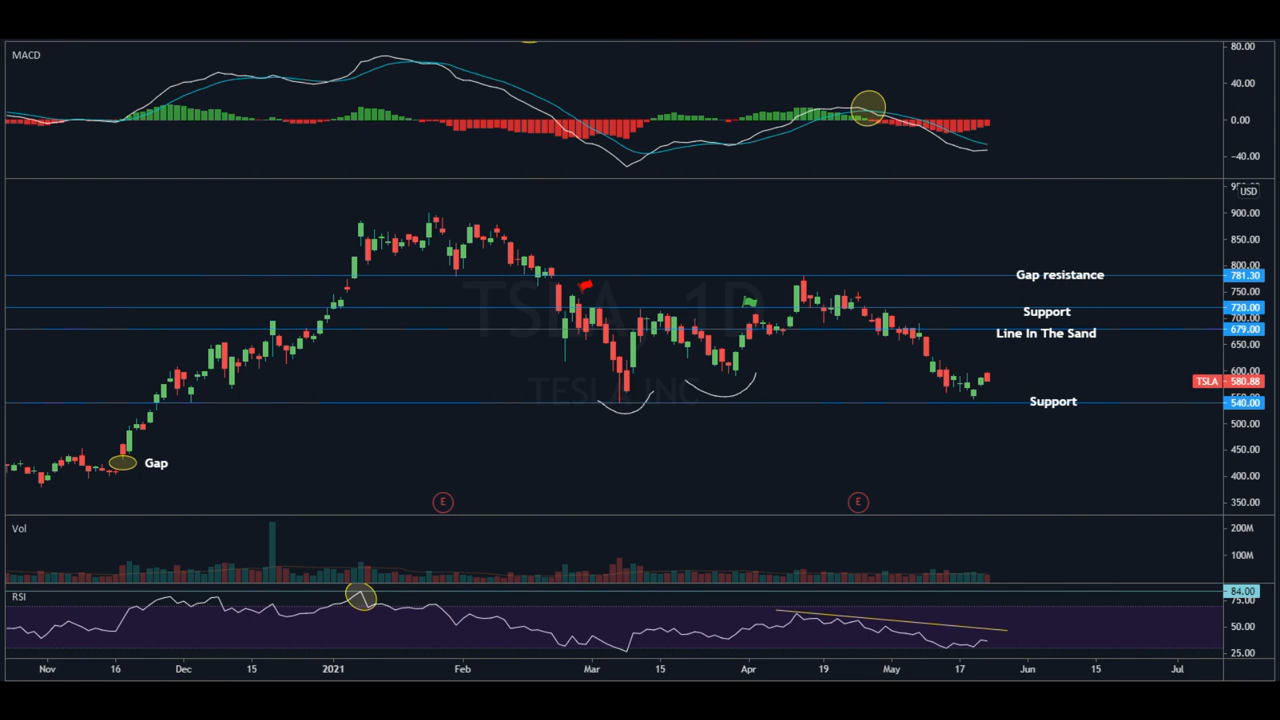 MACD
80.00
40.00
0.00
-40.00
USD
900.00
850.00
800.00
Gap resistance
781.30
750.00
Support
720.00
700.00
Line In The Sand
679.00
650.00
600.00
TSLA 580.88
Support
540.00
500.00
450.00
400.00
350.00
TSLA, 1D
TESLA INC
Gap
E
E
Vol
200M
100M
RSI
84.00
75.00
50.00
25.00
Nov 16 Dec 15 2021 Feb Mar 15 Apr 19 May 17 Jun 15 Jul